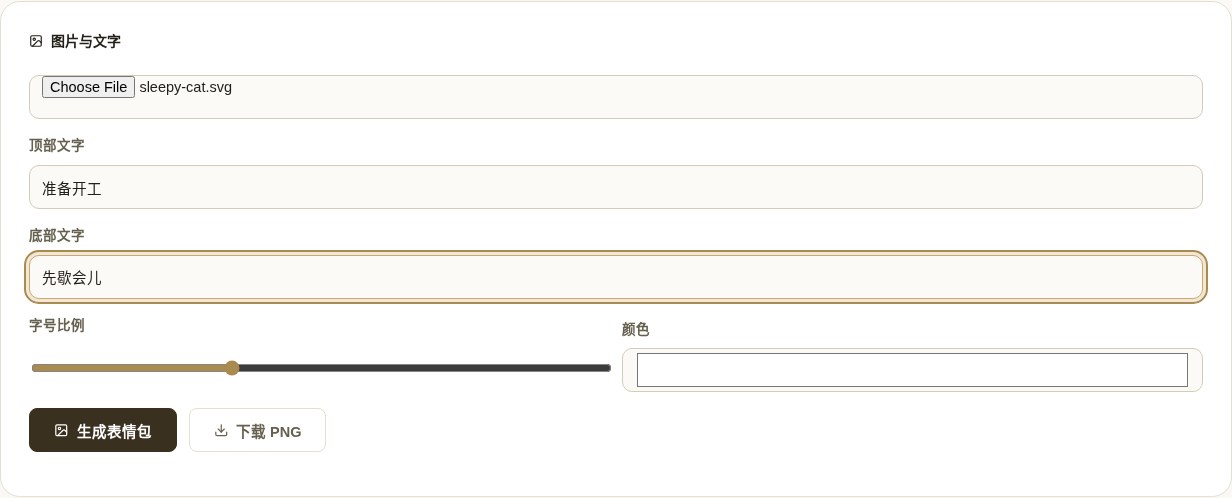 图片与文字
Choose File sleepy-cat.svg
顶部文字
准备开工
底部文字
先歇会儿
字号比例
颜色
生成表情包
下载 PNG